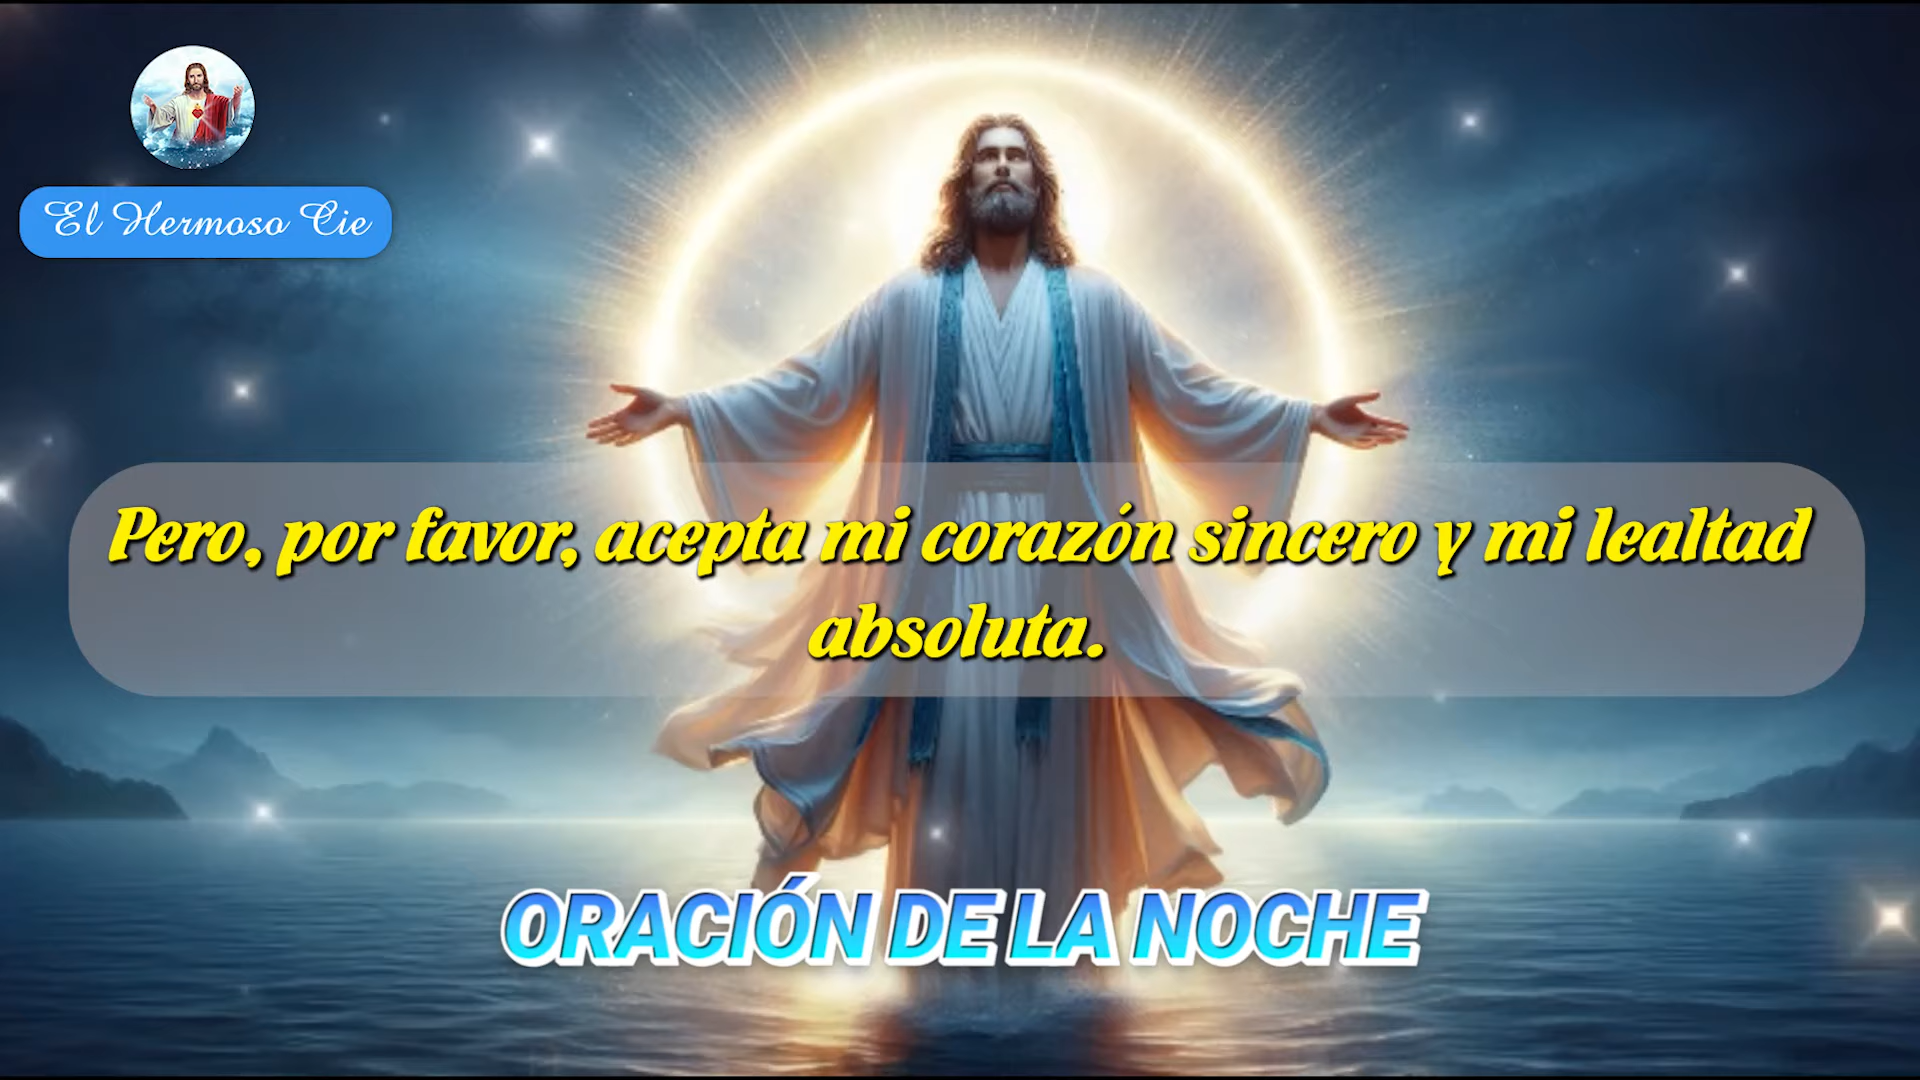 El Hermoso Cie
Pero, por favor, acepta mi corazón sincero y mi lealtad
absoluta.
ORACIÓN DE LA NOCHE